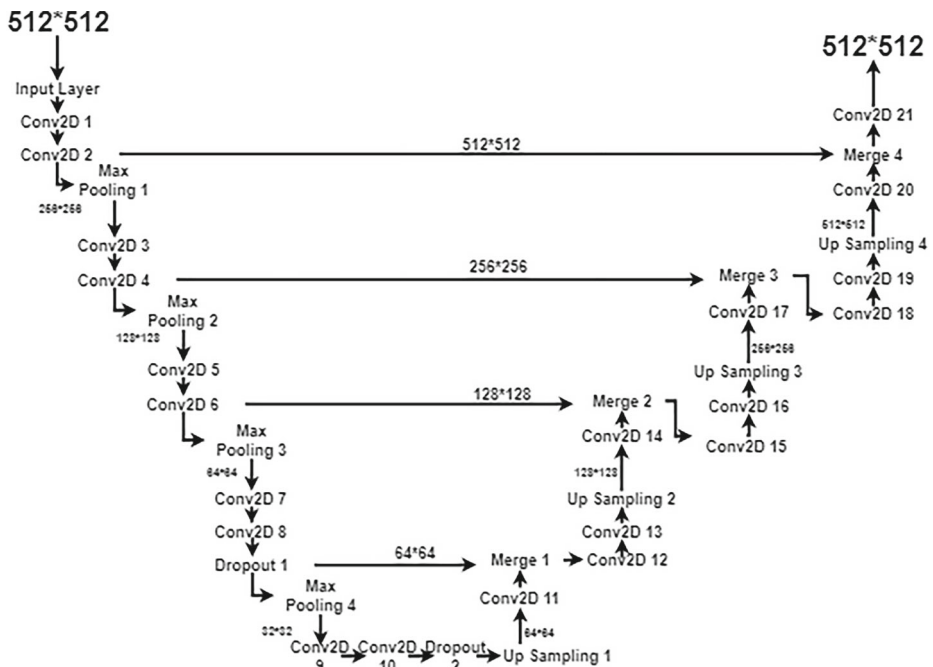 512*512
Input Layer
Conv2D 1
Conv2D 2
Max
Pooling 1
256*256
Conv2D 3
Conv2D 4
Max
Pooling 2
128*128
Conv2D 5
Conv2D 6
Max
Pooling 3
64*64
Conv2D 7
Conv2D 8
Dropout 1
Max
Pooling 4
32*32
Conv2D
9
Conv2D
10
Dropout
2
Up Sampling 1
64*64
Conv2D 11
64*64
Merge 1
Conv2D 12
Conv2D 13
Up Sampling 2
128*128
Conv2D 14
128*128
Merge 2
Conv2D 15
Conv2D 16
Up Sampling 3
256*256
Conv2D 17
256*256
Merge 3
Conv2D 18
Conv2D 19
Up Sampling 4
512*512
Conv2D 20
512*512
Merge 4
Conv2D 21
512*512